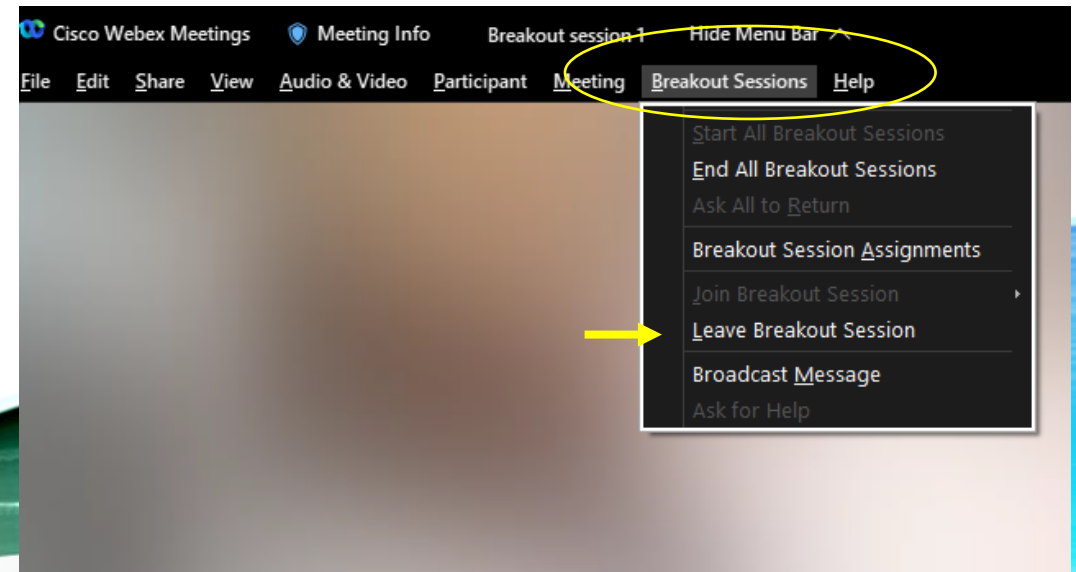 Cisco Webex Meetings Meeting Info Breakout session 1 Hide Menu Bar
File Edit Share View Audio & Video Participant Meeting Breakout Sessions Help
Start All Breakout Sessions
End All Breakout Sessions
Ask All to Return
Breakout Session Assignments
Join Breakout Session
Leave Breakout Session
Broadcast Message
Ask for Help